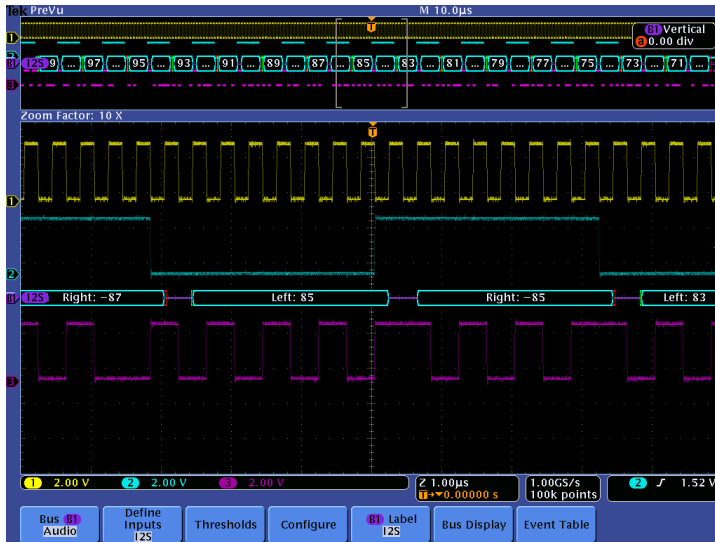 Tek PreVu M 10.0µs
1
T
B1 Vertical
B 0.00 div
B1 I2S 9 ... 97 ... 95 ... 93 ... 91 ... 89 ... 87 ... 85 ... 83 ... 81 ... 79 ... 77 ... 75 ... 73 ... 71 ...
3
Zoom Factor: 10 X
T
1
2
B1 I2S Right: −87 Left: 85 Right: −85 Left: 83
3
1 2.00 V 2 2.00 V 3 2.00 V
Z 1.00µs
T→▼0.00000 s
1.00GS/s
100k points
2 ʃ 1.52 V
Bus B1
Audio
Define
Inputs
I2S
Thresholds
Configure
B1 Label
I2S
Bus Display
Event Table